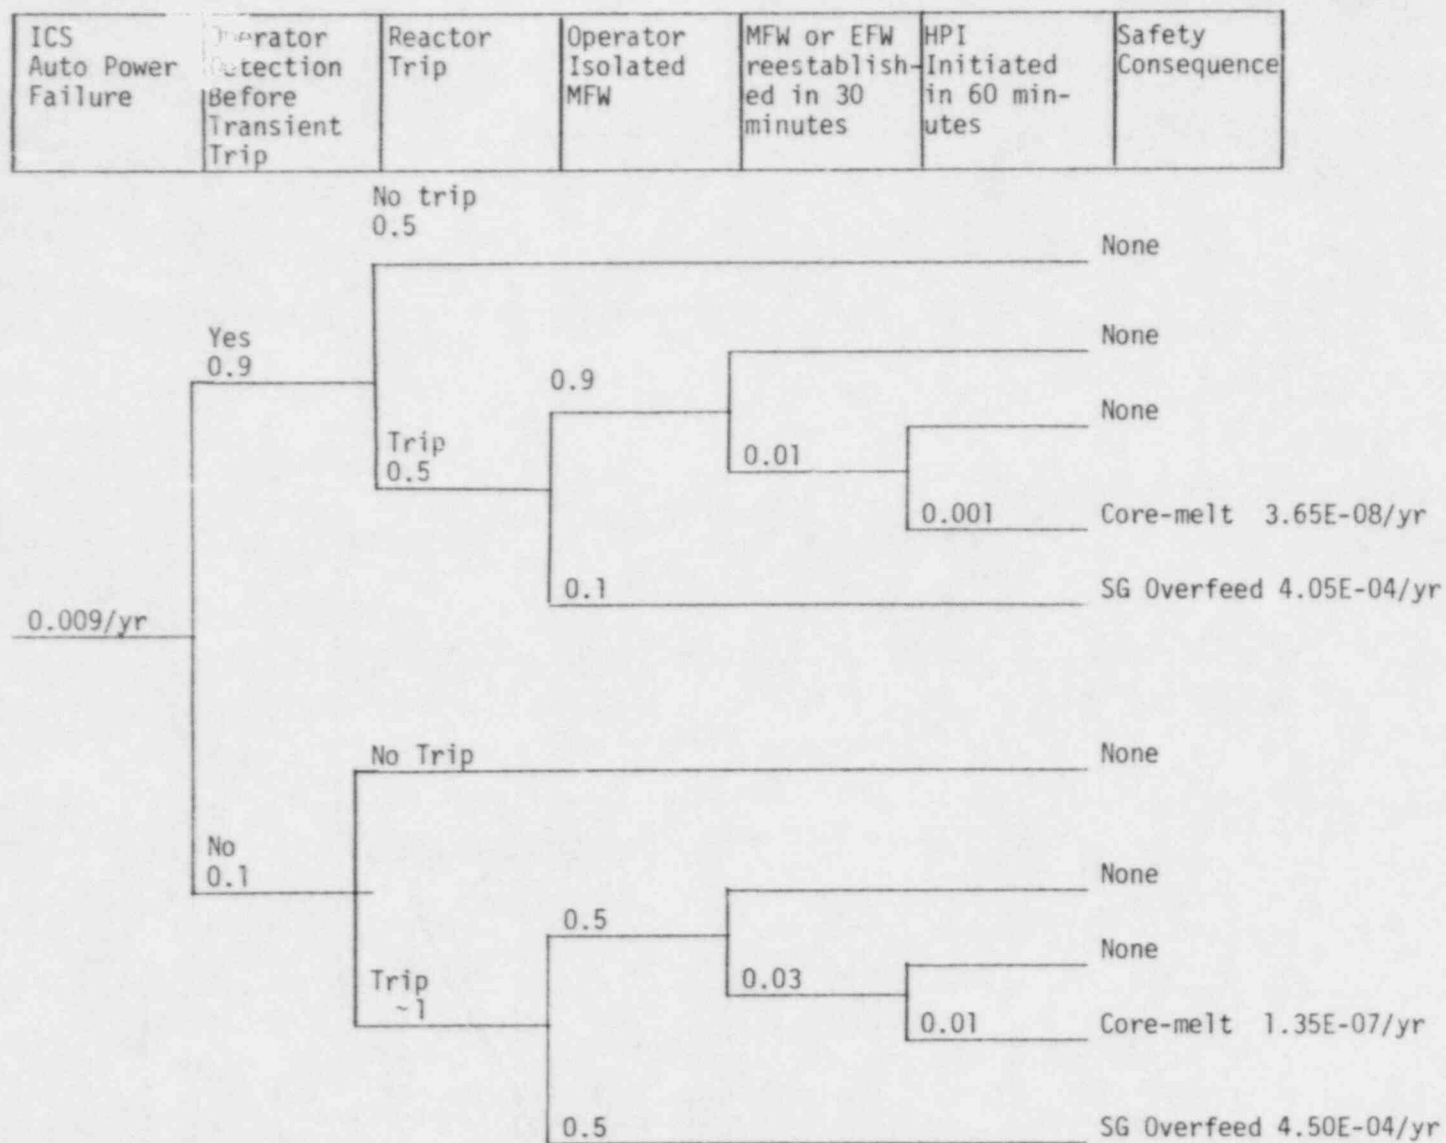 ICS
Auto Power
Failure
Operator
Detection
Before
Transient
Trip
Reactor
Trip
Operator
Isolated
MFW
MFW or EFW
reestablish-
ed in 30
minutes
HPI
Initiated
in 60 min-
utes
Safety
Consequence
No trip
0.5
None
Yes
0.9
None
0.9
None
Trip
0.5
0.01
0.001
Core-melt 3.65E-08/yr
0.1
SG Overfeed 4.05E-04/yr
0.009/yr
No Trip
None
No
0.1
None
0.5
None
Trip
~1
0.03
0.01
Core-melt 1.35E-07/yr
0.5
SG Overfeed 4.50E-04/yr